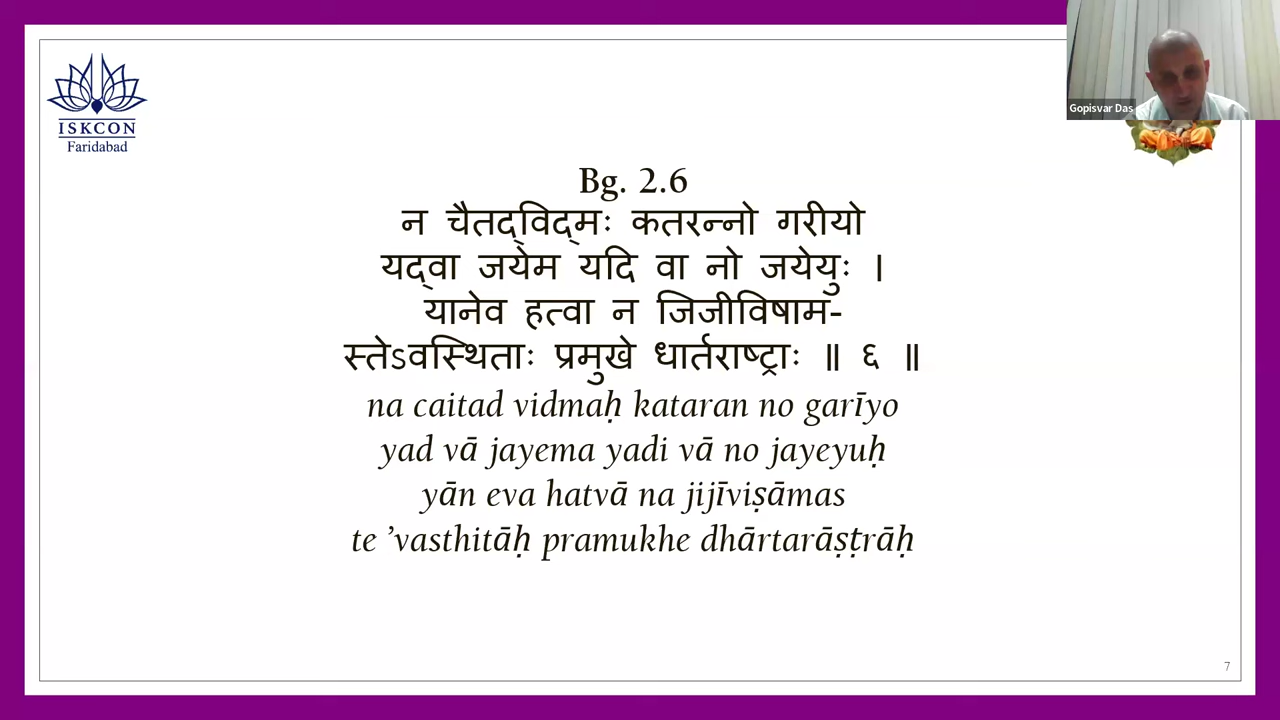 ISKCON
Faridabad
Gopisvar Das
Bg. 2.6
न चैतद्‌विद्‌मः कतरन्नो गरीयो
यद्‌वा जयेम यदि वा नो जयेयुः ।
यानेव हत्वा न जिजीविषाम-
स्तेऽवस्थिताः प्रमुखे धार्तराष्ट्राः ॥ ६ ॥
na caitad vidmaḥ kataran no garīyo
yad vā jayema yadi vā no jayeyuḥ
yān eva hatvā na jijīviṣāmas
te ’vasthitāḥ pramukhe dhārtarāṣṭrāḥ
7